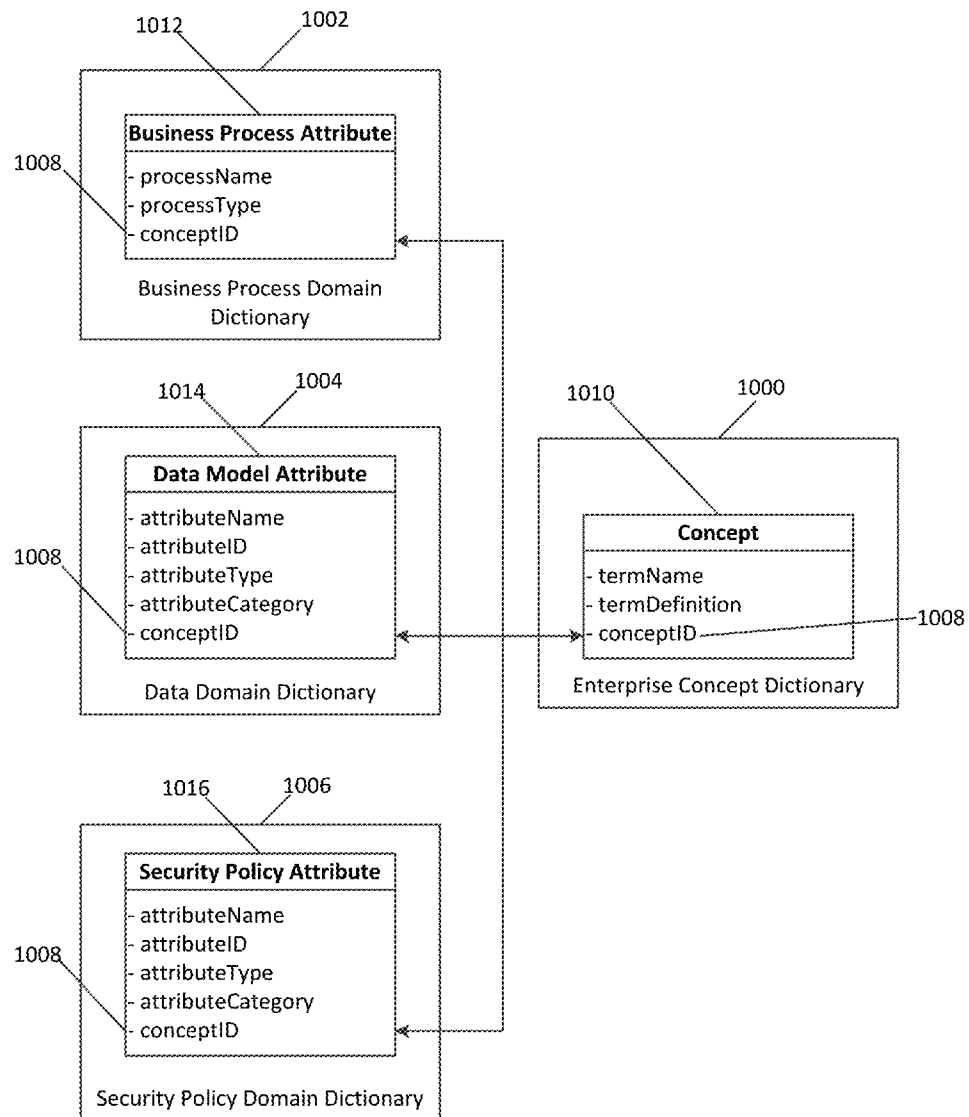 1012
1002
Business Process Attribute
1008
- processName
- processType
- conceptID
Business Process Domain
Dictionary
1014
1004
Data Model Attribute
1008
- attributeName
- attributeID
- attributeType
- attributeCategory
- conceptID
Data Domain Dictionary
1010
1000
Concept
- termName
- termDefinition
- conceptID
1008
Enterprise Concept Dictionary
1016
1006
Security Policy Attribute
1008
- attributeName
- attributeID
- attributeType
- attributeCategory
- conceptID
Security Policy Domain Dictionary